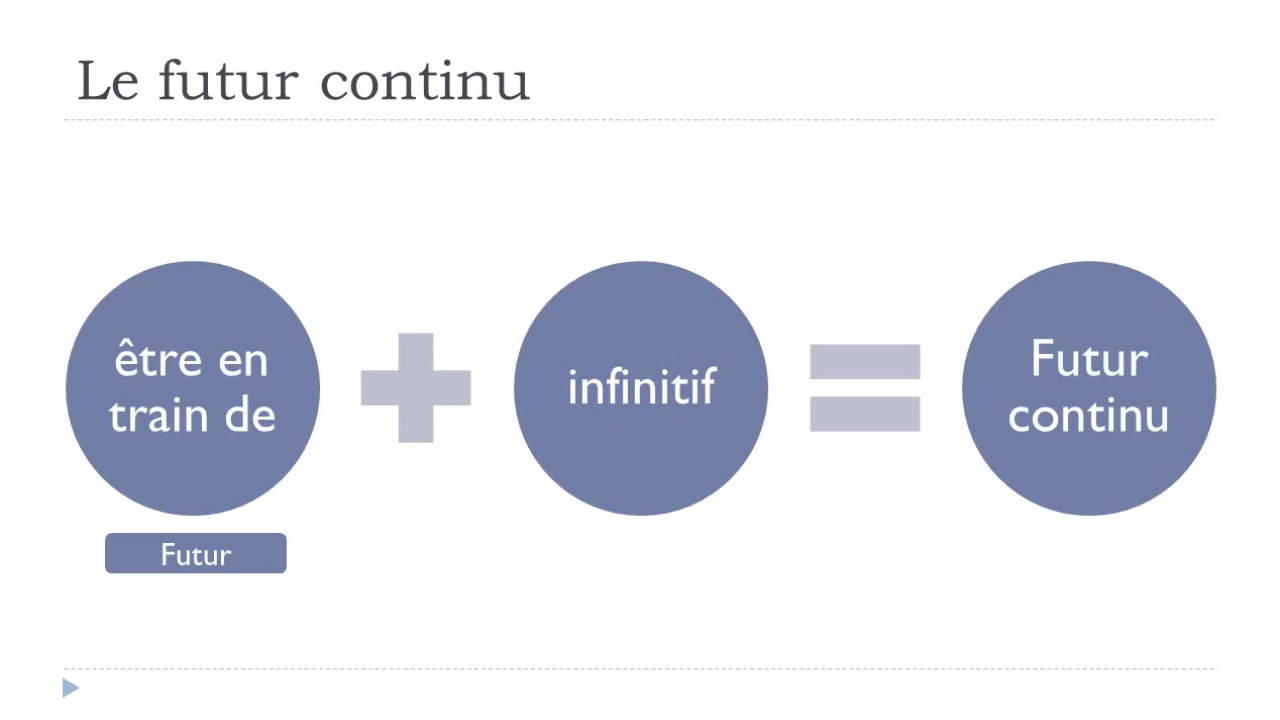 Le futur continu
être en
train de
infinitif
Futur
continu
Futur